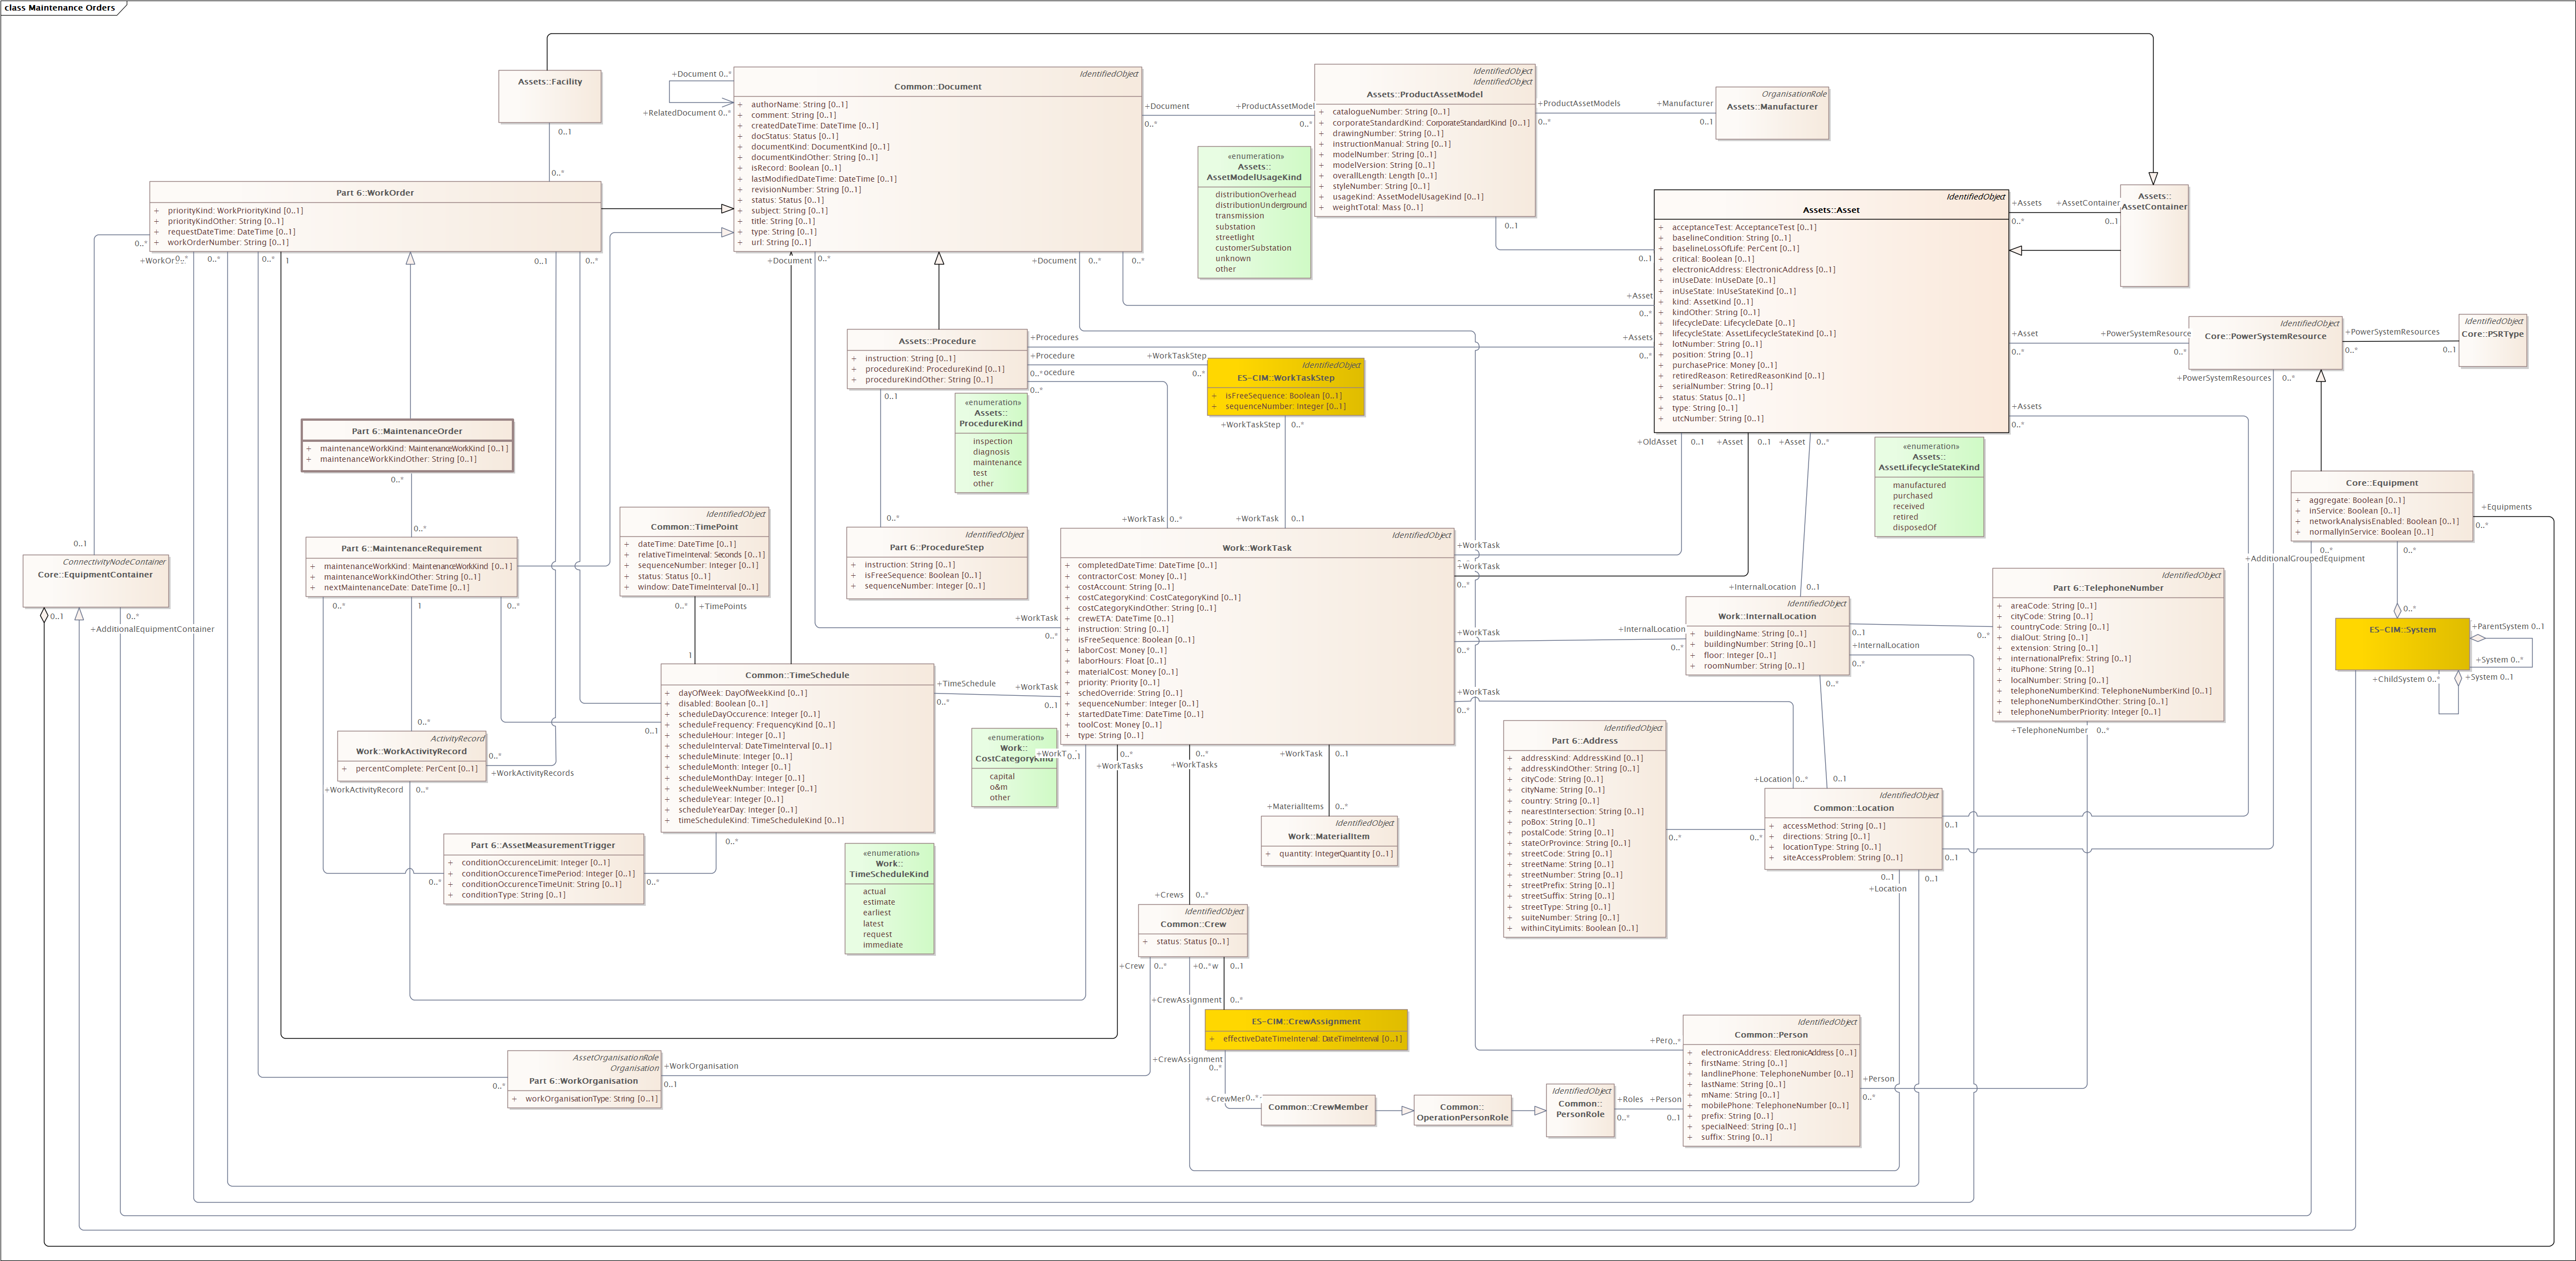 class Maintenance Orders
Assets::Facility
0..1
0..*
+Document 0..*
+RelatedDocument 0..*
IdentifiedObject
Common::Document
+ authorName: String [0..1]
+ comment: String [0..1]
+ createdDateTime: DateTime [0..1]
+ docStatus: Status [0..1]
+ documentKind: DocumentKind [0..1]
+ documentKindOther: String [0..1]
+ isRecord: Boolean [0..1]
+ lastModifiedDateTime: DateTime [0..1]
+ revisionNumber: String [0..1]
+ status: Status [0..1]
+ subject: String [0..1]
+ title: String [0..1]
+ type: String [0..1]
+ url: String [0..1]
+Document
0..*
+ProductAssetModel
0..*
IdentifiedObject
IdentifiedObject
Assets::ProductAssetModel
+ catalogueNumber: String [0..1]
+ corporateStandardKind: CorporateStandardKind [0..1]
+ drawingNumber: String [0..1]
+ instructionManual: String [0..1]
+ modelNumber: String [0..1]
+ modelVersion: String [0..1]
+ overallLength: Length [0..1]
+ styleNumber: String [0..1]
+ usageKind: AssetModelUsageKind [0..1]
+ weightTotal: Mass [0..1]
+ProductAssetModels
0..*
+Manufacturer
0..1
OrganisationRole
Assets::Manufacturer
«enumeration»
Assets::
AssetModelUsageKind
distributionOverhead
distributionUnderground
transmission
substation
streetlight
customerSubstation
unknown
other
0..1
0..1
Part 6::WorkOrder
+ priorityKind: WorkPriorityKind [0..1]
+ priorityKindOther: String [0..1]
+ requestDateTime: DateTime [0..1]
+ workOrderNumber: String [0..1]
0..*
0..*
0..*
0..*
1
0..1
0..*
+Document
0..*
+Document
0..*
0..*
IdentifiedObject
Assets::Asset
+ acceptanceTest: AcceptanceTest [0..1]
+ baselineCondition: String [0..1]
+ baselineLossOfLife: PerCent [0..1]
+ critical: Boolean [0..1]
+ electronicAddress: ElectronicAddress [0..1]
+ inUseDate: InUseDate [0..1]
+ inUseState: InUseStateKind [0..1]
+ kind: AssetKind [0..1]
+ kindOther: String [0..1]
+ lifecycleDate: LifecycleDate [0..1]
+ lifecycleState: AssetLifecycleStateKind [0..1]
+ lotNumber: String [0..1]
+ position: String [0..1]
+ purchasePrice: Money [0..1]
+ retiredReason: RetiredReasonKind [0..1]
+ serialNumber: String [0..1]
+ status: Status [0..1]
+ type: String [0..1]
+ utcNumber: String [0..1]
+Asset
0..*
+Assets
0..*
+Assets
0..*
+AssetContainer
0..1
Assets::
AssetContainer
+Asset
0..*
+PowerSystemResource
0..*
IdentifiedObject
Core::PowerSystemResource
+PowerSystemResources
0..*
0..1
IdentifiedObject
Core::PSRType
+PowerSystemResources 0..*
+Assets
0..*
Assets::Procedure
+ instruction: String [0..1]
+ procedureKind: ProcedureKind [0..1]
+ procedureKindOther: String [0..1]
+Procedures
+Procedure
0..*
ocedure
0..*
+WorkTaskStep
0..*
IdentifiedObject
ES-CIM::WorkTaskStep
+ isFreeSequence: Boolean [0..1]
+ sequenceNumber: Integer [0..1]
+WorkTaskStep 0..*
0..1
«enumeration»
Assets::
ProcedureKind
inspection
diagnosis
maintenance
test
other
0..*
+WorkTask 0..*
+WorkTask 0..1
+OldAsset 0..1
+Asset 0..1
+Asset 0..*
«enumeration»
Assets::
AssetLifecycleStateKind
manufactured
purchased
received
retired
disposedOf
Part 6::MaintenanceOrder
+ maintenanceWorkKind: MaintenanceWorkKind [0..1]
+ maintenanceWorkKindOther: String [0..1]
0..*
0..*
Part 6::MaintenanceRequirement
+ maintenanceWorkKind: MaintenanceWorkKind [0..1]
+ maintenanceWorkKindOther: String [0..1]
+ nextMaintenanceDate: DateTime [0..1]
0..*
1
0..*
0..1
ConnectivityNodeContainer
Core::EquipmentContainer
0..1
0..*
+AdditionalEquipmentContainer
IdentifiedObject
Common::TimePoint
+ dateTime: DateTime [0..1]
+ relativeTimeInterval: Seconds [0..1]
+ sequenceNumber: Integer [0..1]
+ status: Status [0..1]
+ window: DateTimeInterval [0..1]
0..* +TimePoints
1
IdentifiedObject
Part 6::ProcedureStep
+ instruction: String [0..1]
+ isFreeSequence: Boolean [0..1]
+ sequenceNumber: Integer [0..1]
IdentifiedObject
Work::WorkTask
+ completedDateTime: DateTime [0..1]
+ contractorCost: Money [0..1]
+ costAccount: String [0..1]
+ costCategoryKind: CostCategoryKind [0..1]
+ costCategoryKindOther: String [0..1]
+ crewETA: DateTime [0..1]
+ instruction: String [0..1]
+ isFreeSequence: Boolean [0..1]
+ laborCost: Money [0..1]
+ laborHours: Float [0..1]
+ materialCost: Money [0..1]
+ priority: Priority [0..1]
+ schedOverride: String [0..1]
+ sequenceNumber: Integer [0..1]
+ startedDateTime: DateTime [0..1]
+ toolCost: Money [0..1]
+ type: String [0..1]
+WorkTask
+WorkTask
0..*
+WorkTask
0..*
+WorkTask
0..*
+WorkTask
0..*
+WorkTask
0..1
+InternalLocation 0..1
+InternalLocation
0..*
IdentifiedObject
Work::InternalLocation
+ buildingName: String [0..1]
+ buildingNumber: String [0..1]
+ floor: Integer [0..1]
+ roomNumber: String [0..1]
0..1
+InternalLocation
0..*
0..*
0..*
IdentifiedObject
Part 6::TelephoneNumber
+ areaCode: String [0..1]
+ cityCode: String [0..1]
+ countryCode: String [0..1]
+ dialOut: String [0..1]
+ extension: String [0..1]
+ internationalPrefix: String [0..1]
+ ituPhone: String [0..1]
+ localNumber: String [0..1]
+ telephoneNumberKind: TelephoneNumberKind [0..1]
+ telephoneNumberKindOther: String [0..1]
+ telephoneNumberPriority: Integer [0..1]
+TelephoneNumber 0..*
Core::Equipment
+ aggregate: Boolean [0..1]
+ inService: Boolean [0..1]
+ networkAnalysisEnabled: Boolean [0..1]
+ normallyInService: Boolean [0..1]
+Equipments
0..*
0..*
+AdditionalGroupedEquipment
0..*
0..*
ES-CIM::System
+ParentSystem 0..1
+System 0..*
+ChildSystem 0..*
+System 0..1
Common::TimeSchedule
+ dayOfWeek: DayOfWeekKind [0..1]
+ disabled: Boolean [0..1]
+ scheduleDayOccurence: Integer [0..1]
+ scheduleFrequency: FrequencyKind [0..1]
+ scheduleHour: Integer [0..1]
+ scheduleInterval: DateTimeInterval [0..1]
+ scheduleMinute: Integer [0..1]
+ scheduleMonth: Integer [0..1]
+ scheduleMonthDay: Integer [0..1]
+ scheduleWeekNumber: Integer [0..1]
+ scheduleYear: Integer [0..1]
+ scheduleYearDay: Integer [0..1]
+ timeScheduleKind: TimeScheduleKind [0..1]
+TimeSchedule
0..*
0..1
0..*
0..*
ActivityRecord
Work::WorkActivityRecord
+ percentComplete: PerCent [0..1]
0..*
+WorkActivityRecords
+WorkActivityRecord 0..*
Part 6::AssetMeasurementTrigger
+ conditionOccurenceLimit: Integer [0..1]
+ conditionOccurenceTimePeriod: Integer [0..1]
+ conditionOccurenceTimeUnit: String [0..1]
+ conditionType: String [0..1]
0..*
0..*
«enumeration»
Work::
TimeScheduleKind
actual
estimate
earliest
latest
request
immediate
«enumeration»
Work::
CostCategoryKind
capital
o&m
other
0..1
0..*
+WorkTasks
0..*
+WorkTasks
+WorkTask 0..1
+MaterialItems 0..*
IdentifiedObject
Work::MaterialItem
+ quantity: IntegerQuantity [0..1]
IdentifiedObject
Part 6::Address
+ addressKind: AddressKind [0..1]
+ addressKindOther: String [0..1]
+ cityCode: String [0..1]
+ cityName: String [0..1]
+ country: String [0..1]
+ nearestIntersection: String [0..1]
+ poBox: String [0..1]
+ postalCode: String [0..1]
+ stateOrProvince: String [0..1]
+ streetCode: String [0..1]
+ streetName: String [0..1]
+ streetNumber: String [0..1]
+ streetPrefix: String [0..1]
+ streetSuffix: String [0..1]
+ streetType: String [0..1]
+ suiteNumber: String [0..1]
+ withinCityLimits: Boolean [0..1]
0..*
0..*
+Location 0..*
0..1
IdentifiedObject
Common::Location
+ accessMethod: String [0..1]
+ directions: String [0..1]
+ locationType: String [0..1]
+ siteAccessProblem: String [0..1]
0..1
0..1
0..1
+Location
0..1
+Crews 0..*
IdentifiedObject
Common::Crew
+ status: Status [0..1]
+Crew 0..*
0..*
0..1
+CrewAssignment 0..*
ES-CIM::CrewAssignment
+ effectiveDateTimeInterval: DateTimeInterval [0..1]
+CrewAssignment
0..*
0..*
Common::CrewMember
Common::
OperationPersonRole
IdentifiedObject
Common::
PersonRole
+Roles
0..*
+Person
0..1
0..*
IdentifiedObject
Common::Person
+ electronicAddress: ElectronicAddress [0..1]
+ firstName: String [0..1]
+ landlinePhone: TelephoneNumber [0..1]
+ lastName: String [0..1]
+ mName: String [0..1]
+ mobilePhone: TelephoneNumber [0..1]
+ prefix: String [0..1]
+ specialNeed: String [0..1]
+ suffix: String [0..1]
+Person
0..*
AssetOrganisationRole
Organisation
Part 6::WorkOrganisation
+ workOrganisationType: String [0..1]
0..*
+WorkOrganisation
0..1